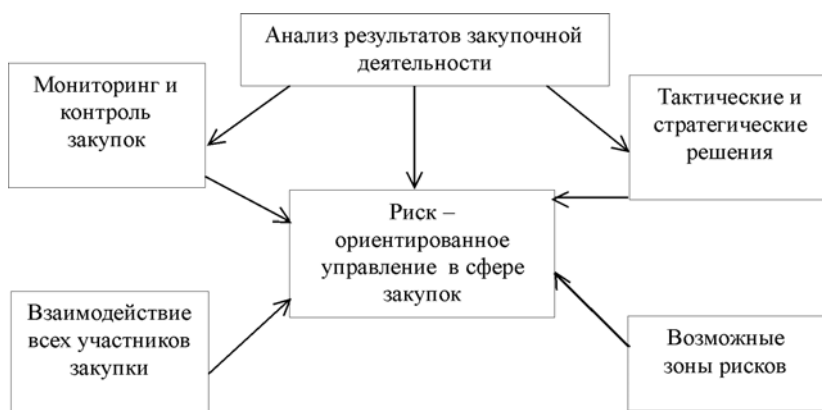 Анализ результатов закупочной
деятельности
Мониторинг и
контроль
закупок
Тактические и
стратегические
решения
Риск –
ориентированное
управление в сфере
закупок
Взаимодействие
всех участников
закупки
Возможные
зоны рисков